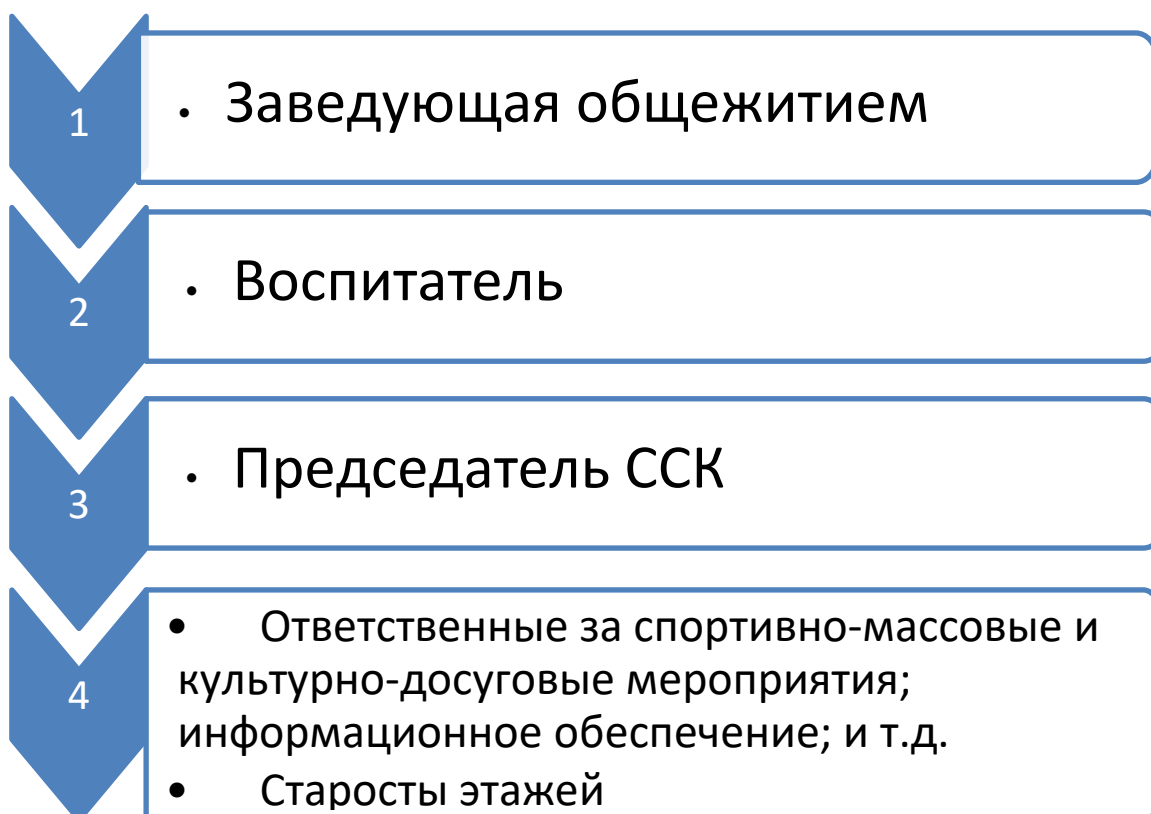 1
• Заведующая общежитием
2
• Воспитатель
3
• Председатель ССК
4
• Ответственные за спортивно-массовые и
культурно-досуговые мероприятия;
информационное обеспечение; и т.д.
• Старосты этажей